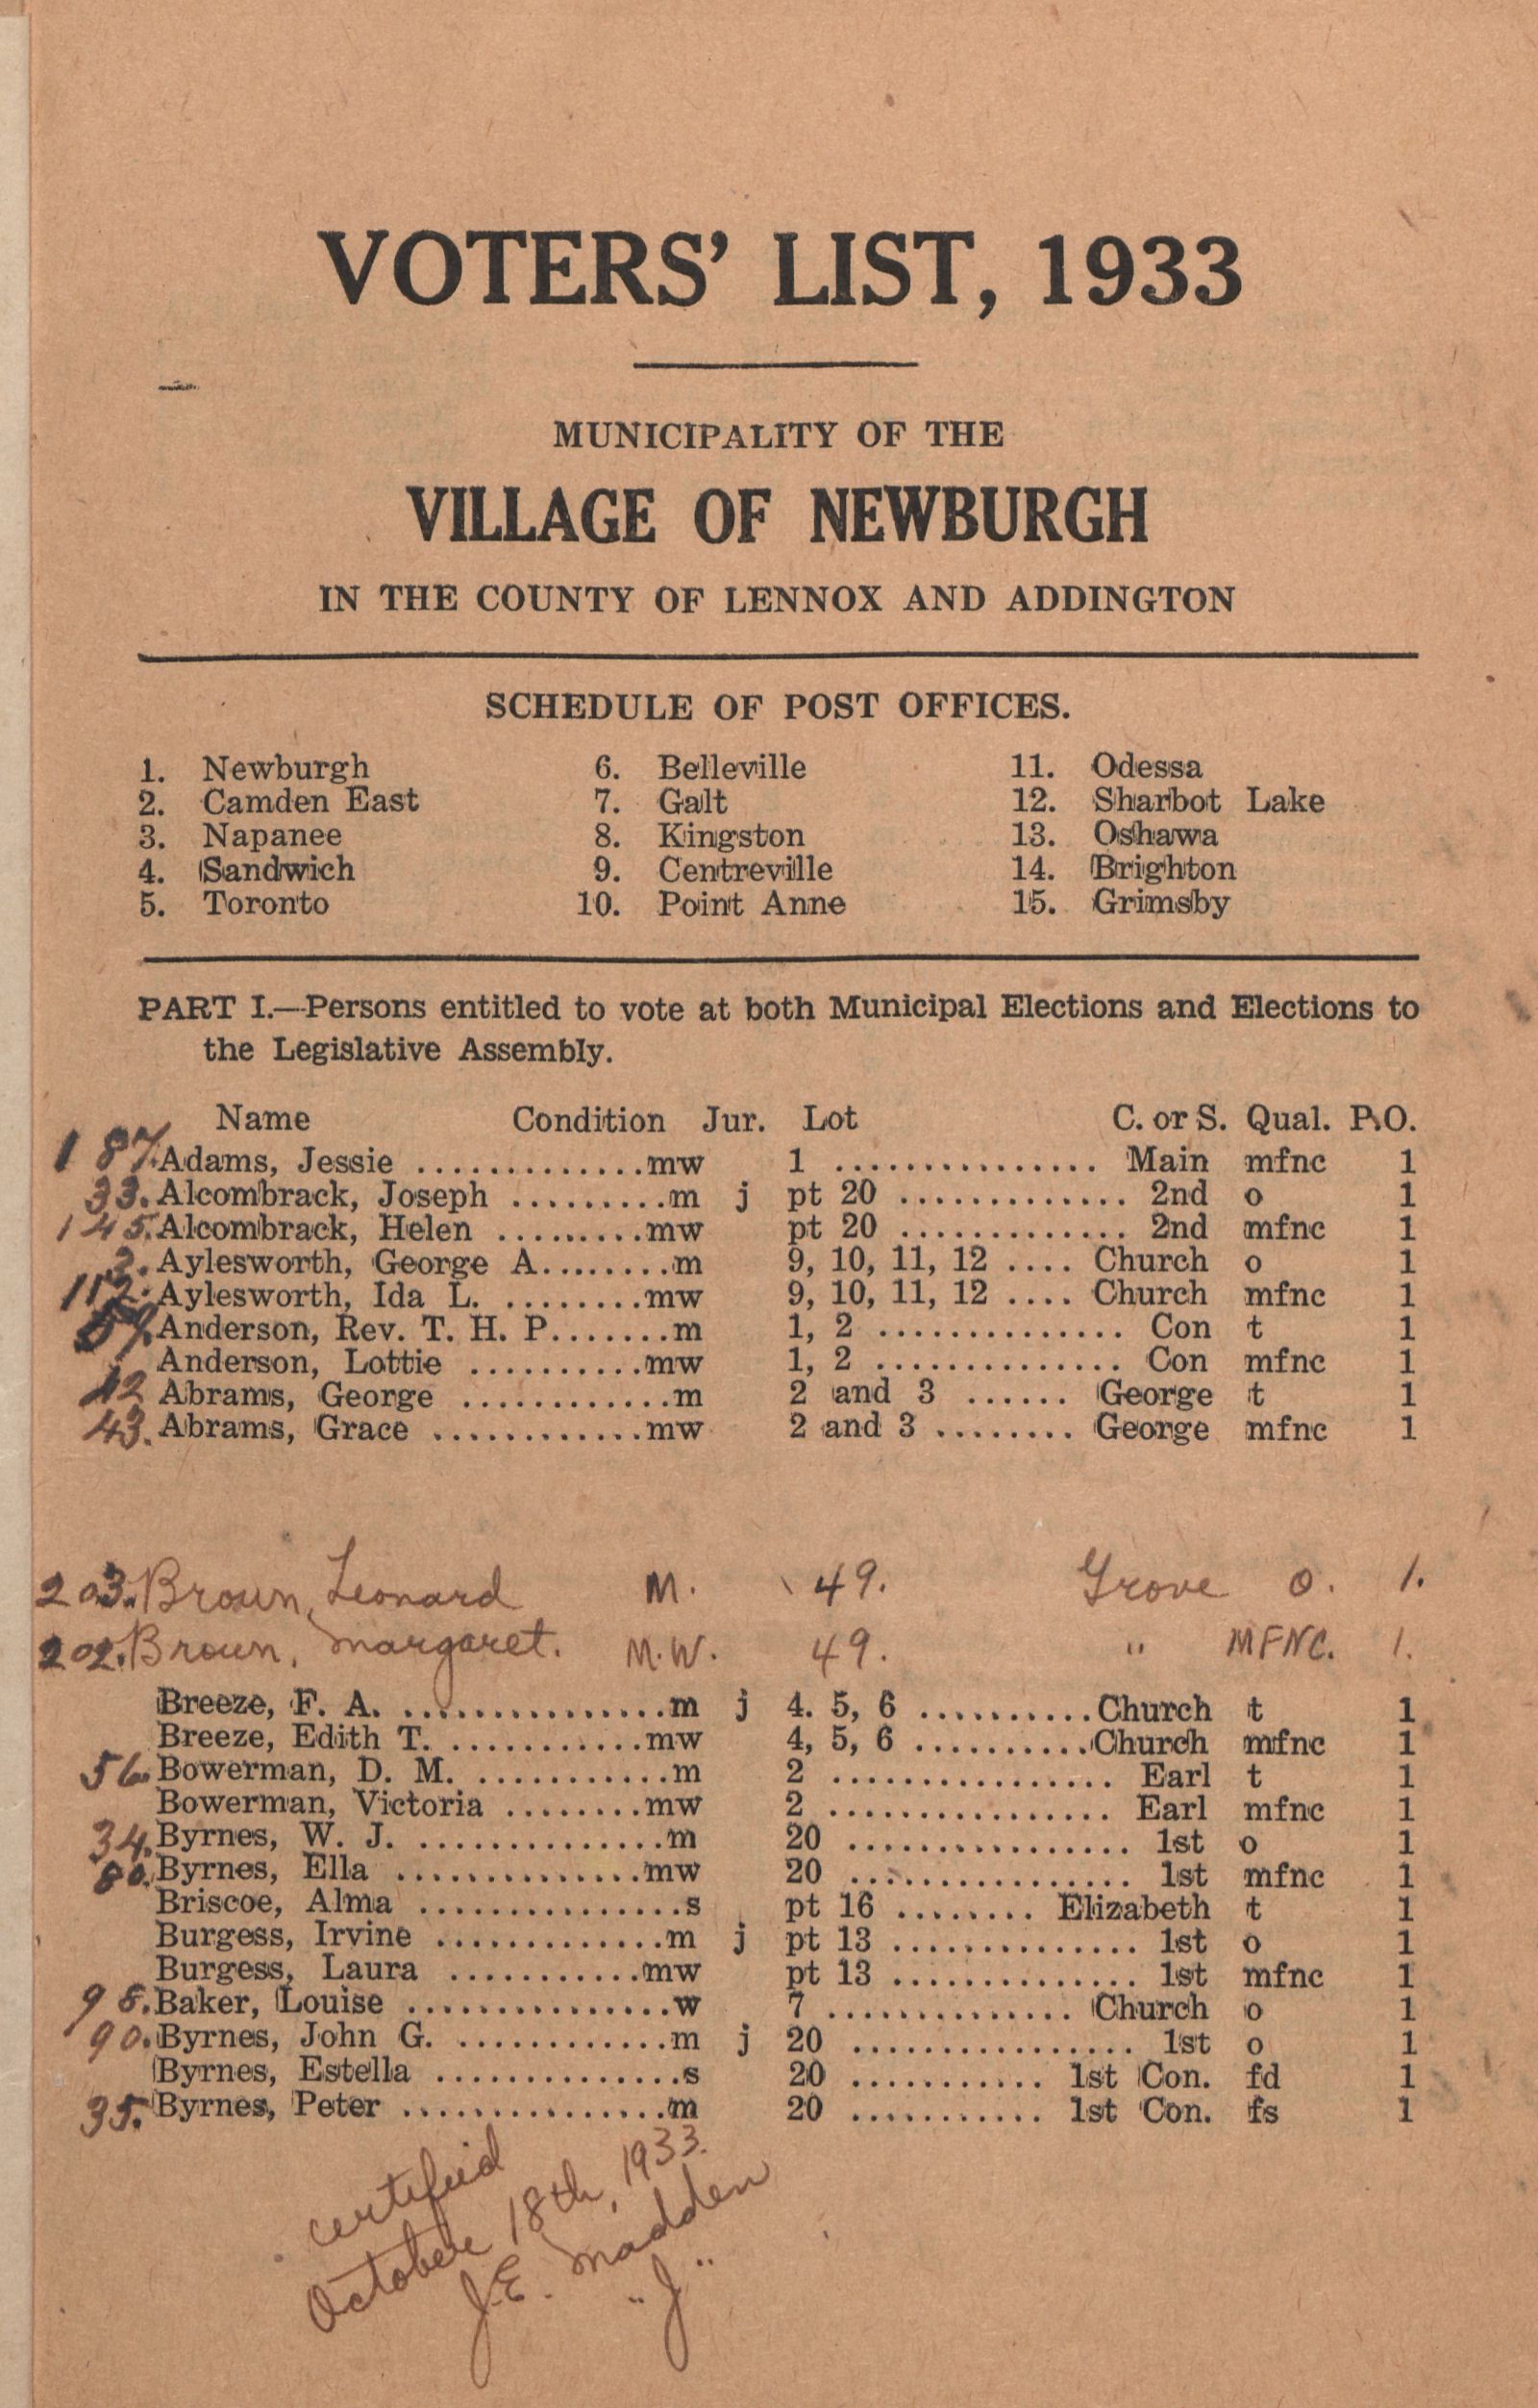 VOTERS' LIST, 1933
MUNICIPALITY OF THE
VILLAGE OF NEWBURGH
IN THE COUNTY OF LENNOX AND ADDINGTON
SCHEDULE OF POST OFFICES.
1. Newburgh 6. Belleville 11. Odessa
2. Camden East 7. Galt 12. Sharbot Lake
3. Napanee 8. Kingston 13. Oshawa
4. Sandwich 9. Centreville 14. Brighton
5. Toronto 10. Point Anne 15. Grimsby
PART I.—Persons entitled to vote at both Municipal Elections and Elections to
the Legislative Assembly.
Name Condition Jur. Lot C. or S. Qual. P.O.
187. Adams, Jessie .............mw 1 ............... Main mfnc 1
33. Alcombrack, Joseph .........m j pt 20 ............. 2nd o 1
145. Alcombrack, Helen .........mw pt 20 ............. 2nd mfnc 1
Aylesworth, George A........m 9, 10, 11, 12 .... Church o 1
Aylesworth, Ida L. ........mw 9, 10, 11, 12 .... Church mfnc 1
Anderson, Rev. T. H. P.......m 1, 2 .............. Con t 1
Anderson, Lottie ..........mw 1, 2 .............. Con mfnc 1
42 Abrams, George ............m 2 and 3 ...... George t 1
43. Abrams, Grace ............mw 2 and 3 ........ George mfnc 1
203. Brown, Leonard M. 49. Grove o. 1.
202. Brown, Margaret. M.W. 49. " MFNC. 1.
Breeze, F. A. ................m j 4. 5, 6 ..........Church t 1
Breeze, Edith T. ...........mw 4, 5, 6 ..........Church mfnc 1
56. Bowerman, D. M. ...........m 2 ................ Earl t 1
Bowerman, Victoria ........mw 2 ................ Earl mfnc 1
34. Byrnes, W. J. ..............m 20 ................ 1st o 1
80. Byrnes, Ella ..............mw 20 ................ 1st mfnc 1
Briscoe, Alma ...............s pt 16 ........ Elizabeth t 1
Burgess, Irvine .............m j pt 13 .............. 1st o 1
Burgess, Laura ...........mw pt 13 .............. 1st mfnc 1
98. Baker, Louise ...............w 7 .............. Church o 1
90. Byrnes, John G. ............m j 20 ................ 1st o 1
Byrnes, Estella ..............s 20 ........... 1st Con. fd 1
35. Byrnes, Peter ...............m 20 ........... 1st Con. fs 1
certified
October 18th, 1933.
J.E. Madden
"J"